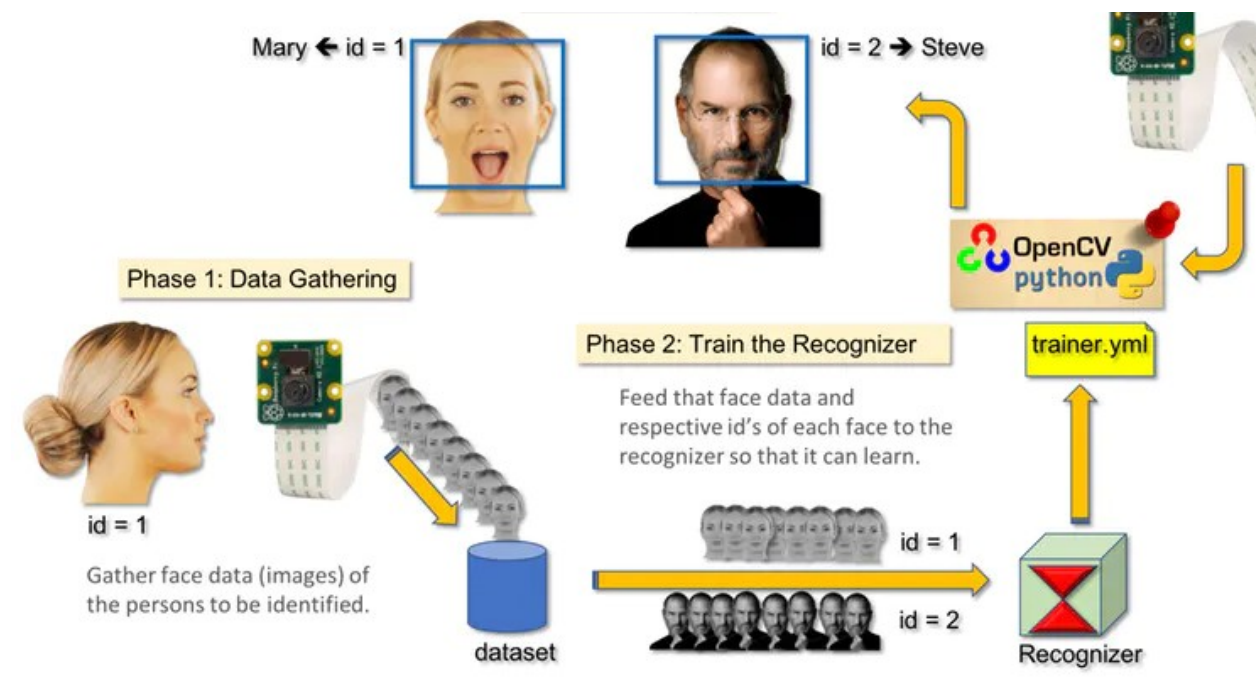 Mary ← id = 1
id = 2 → Steve
OpenCV
python
Phase 1: Data Gathering
Phase 2: Train the Recognizer
trainer.yml
Feed that face data and
respective id's of each face to the
recognizer so that it can learn.
id = 1
Gather face data (images) of
the persons to be identified.
id = 1
id = 2
dataset
Recognizer